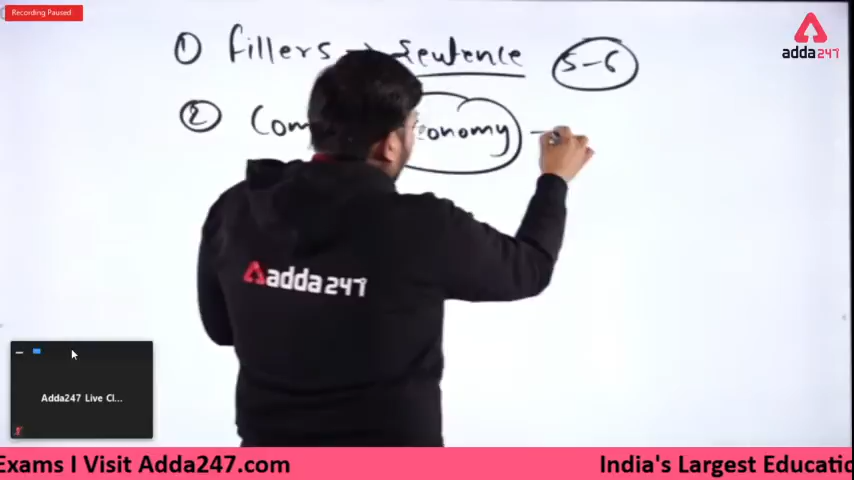 Recording Paused
adda247
① fillers → Sentence 5-6
② Com onomy -
adda247
Adda247 Live Cl...
Exams I Visit Adda247.com India's Largest Educatio